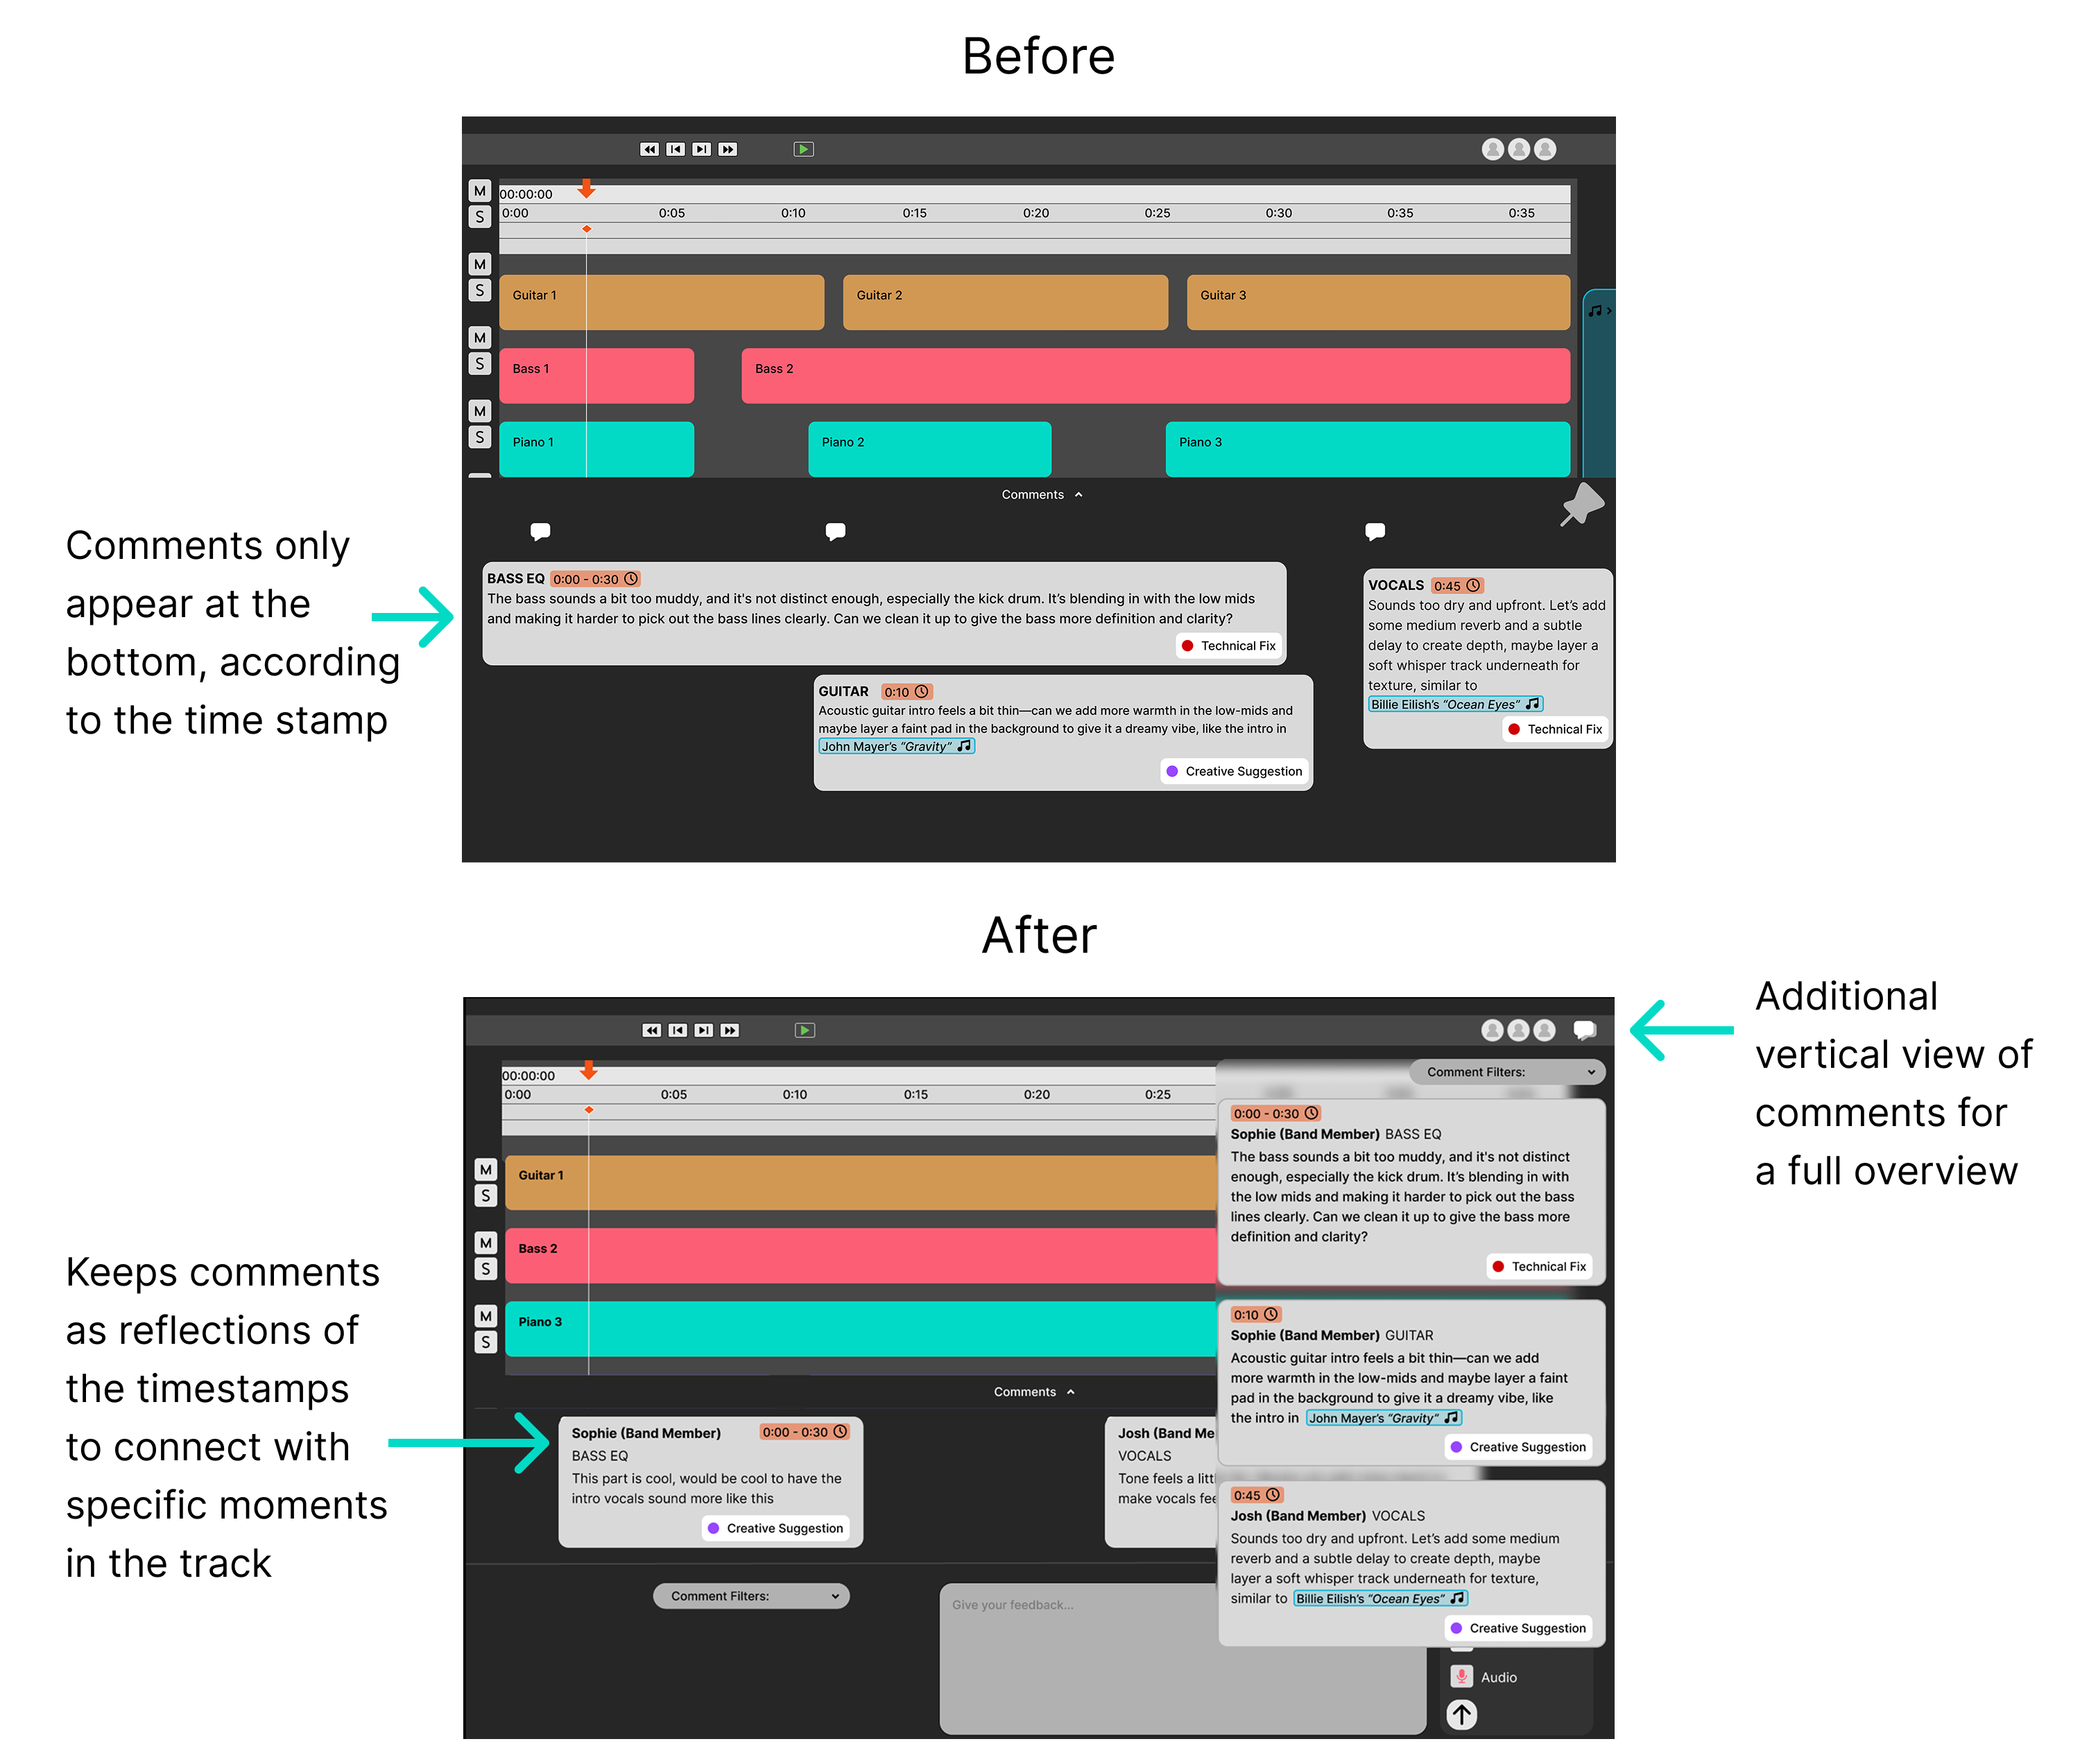 Before
M
S
00:00:00
0:00 0:05 0:10 0:15 0:20 0:25 0:30 0:35 0:35
M
S
Guitar 1 Guitar 2 Guitar 3
M
S
Bass 1 Bass 2
M
S
Piano 1 Piano 2 Piano 3
Comments
Comments only
appear at the
bottom, according
to the time stamp
BASS EQ 0:00 - 0:30
The bass sounds a bit too muddy, and it's not distinct enough, especially the kick drum. It’s blending in with the low mids
and making it harder to pick out the bass lines clearly. Can we clean it up to give the bass more definition and clarity?
Technical Fix
GUITAR 0:10
Acoustic guitar intro feels a bit thin—can we add more warmth in the low-mids and
maybe layer a faint pad in the background to give it a dreamy vibe, like the intro in
John Mayer’s “Gravity”
Creative Suggestion
VOCALS 0:45
Sounds too dry and upfront. Let’s add
some medium reverb and a subtle
delay to create depth, maybe layer a
soft whisper track underneath for
texture, similar to
Billie Eilish’s “Ocean Eyes”
Technical Fix
After
Additional
vertical view of
comments for
a full overview
00:00:00
0:00 0:05 0:10 0:15 0:20 0:25
M
S
Guitar 1
M
S
Bass 2
M
S
Piano 3
Comments
Keeps comments
as reflections of
the timestamps
to connect with
specific moments
in the track
Sophie (Band Member) 0:00 - 0:30
BASS EQ
This part is cool, would be cool to have the
intro vocals sound more like this
Creative Suggestion
Josh (Band Me
VOCALS
Tone feels a litt
make vocals fee
Comment Filters:
Give your feedback...
Audio
Comment Filters:
0:00 - 0:30
Sophie (Band Member) BASS EQ
The bass sounds a bit too muddy, and it's not distinct
enough, especially the kick drum. It’s blending in with
the low mids and making it harder to pick out the bass
lines clearly. Can we clean it up to give the bass more
definition and clarity?
Technical Fix
0:10
Sophie (Band Member) GUITAR
Acoustic guitar intro feels a bit thin—can we add
more warmth in the low-mids and maybe layer a faint
pad in the background to give it a dreamy vibe, like
the intro in John Mayer’s “Gravity”
Creative Suggestion
0:45
Josh (Band Member) VOCALS
Sounds too dry and upfront. Let’s add some medium
reverb and a subtle delay to create depth, maybe
layer a soft whisper track underneath for texture,
similar to Billie Eilish’s “Ocean Eyes”
Creative Suggestion